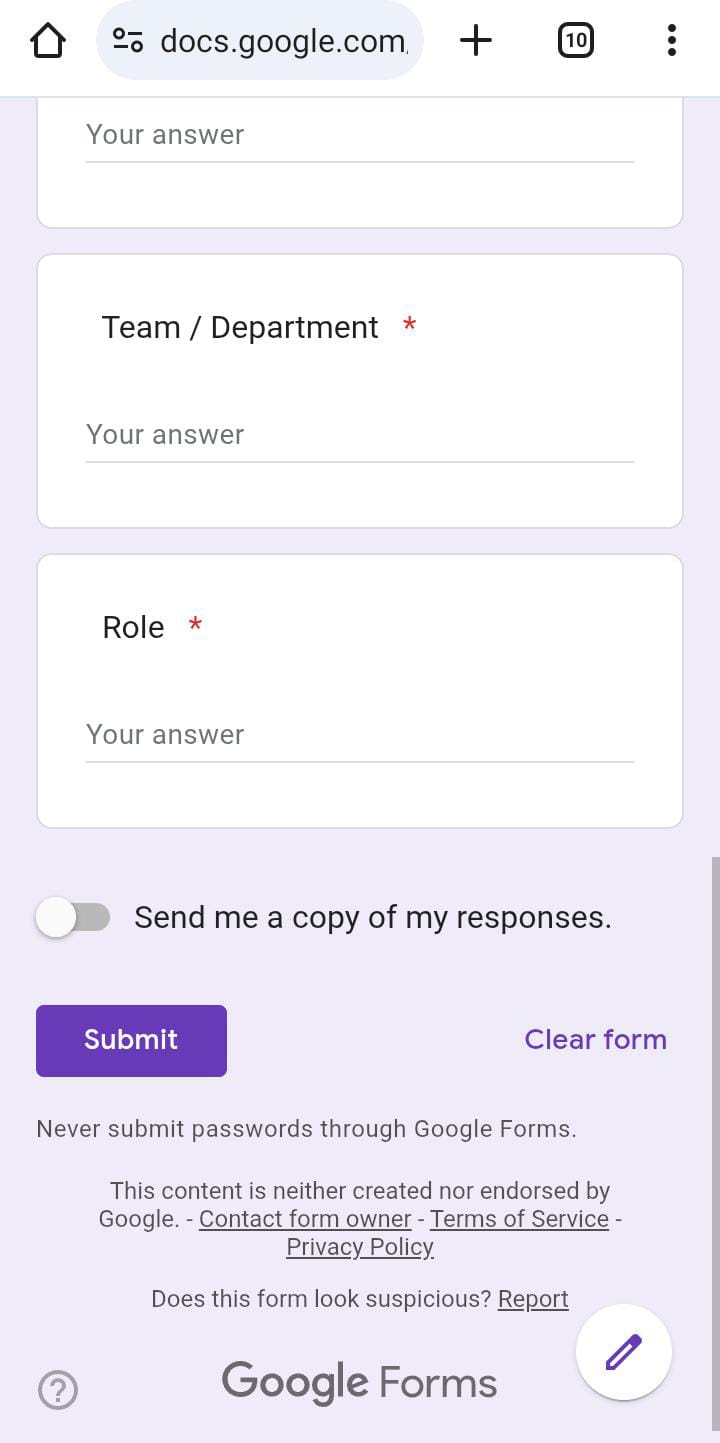 docs.google.com
10
Your answer
Team / Department *
Your answer
Role *
Your answer
Send me a copy of my responses.
Submit
Clear form
Never submit passwords through Google Forms.
This content is neither created nor endorsed by
Google. - Contact form owner - Terms of Service -
Privacy Policy
Does this form look suspicious? Report
Google Forms